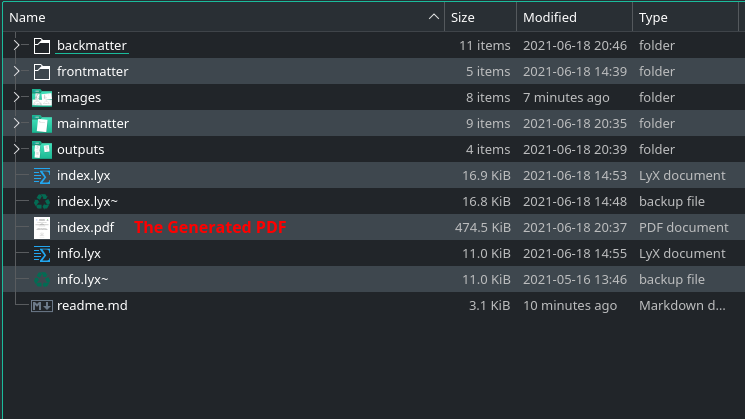 Name Size Modified Type
backmatter 11 items 2021-06-18 20:46 folder
frontmatter 5 items 2021-06-18 14:39 folder
images 8 items 7 minutes ago folder
mainmatter 9 items 2021-06-18 20:35 folder
outputs 4 items 2021-06-18 20:39 folder
index.lyx 16.9 KiB 2021-06-18 14:53 LyX document
index.lyx~ 16.8 KiB 2021-06-18 14:48 backup file
index.pdf The Generated PDF 474.5 KiB 2021-06-18 20:37 PDF document
info.lyx 11.0 KiB 2021-06-18 14:55 LyX document
info.lyx~ 11.0 KiB 2021-05-16 13:46 backup file
readme.md 3.1 KiB 10 minutes ago Markdown d...